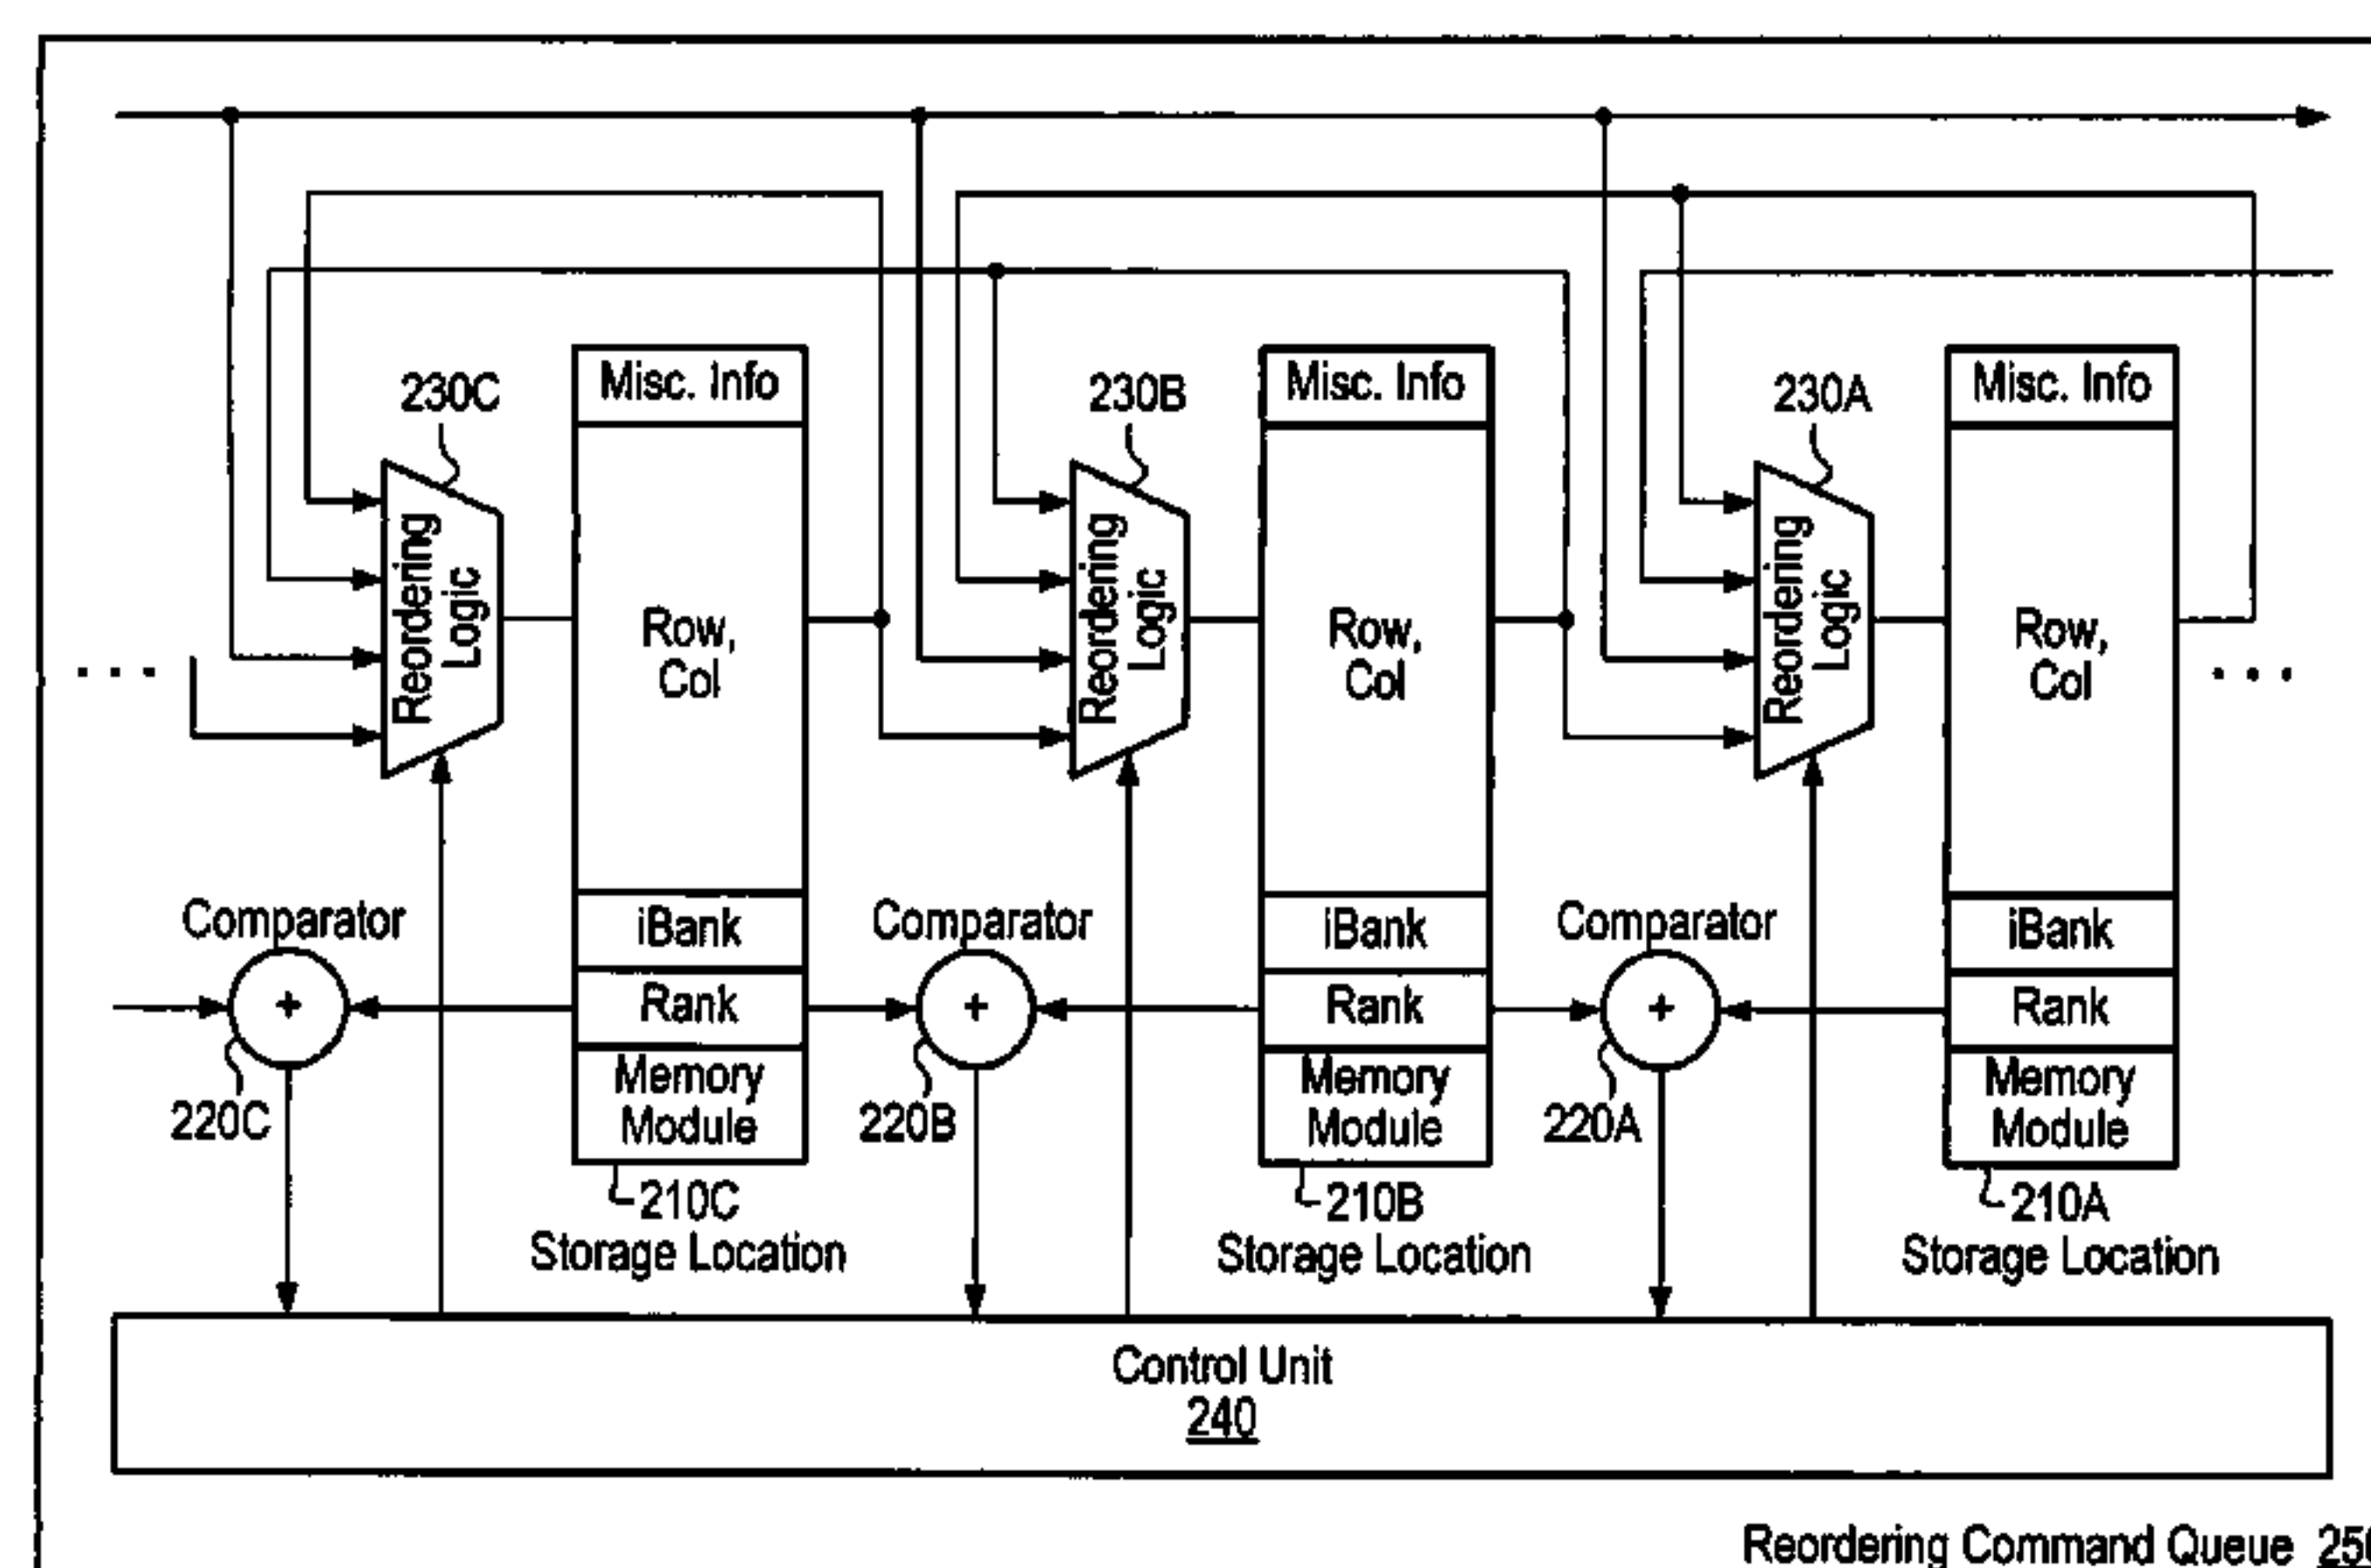 230C
Misc. Info
230B
Misc. Info
230A
Misc. Info
Reordering
Logic
Row,
Col
Reordering
Logic
Row,
Col
Reordering
Logic
Row,
Col
. . .
. . .
Comparator
+
220C
iBank
Rank
Memory
Module
210C
Storage Location
Comparator
+
220B
iBank
Rank
Memory
Module
210B
Storage Location
Comparator
+
220A
iBank
Rank
Memory
Module
210A
Storage Location
Control Unit
240
Reordering Command Queue